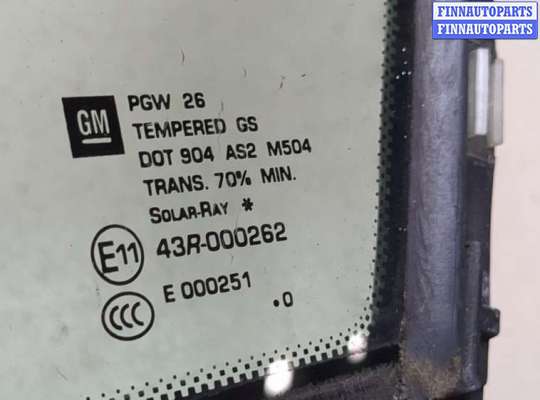 FINNAUTOPARTS
FINNAUTOPARTS
GM
PGW 26
TEMPERED GS
DOT 904 AS2 M504
TRANS. 70% MIN.
SOLAR-RAY *
E11 43R-000262
CCC E 000251
.0